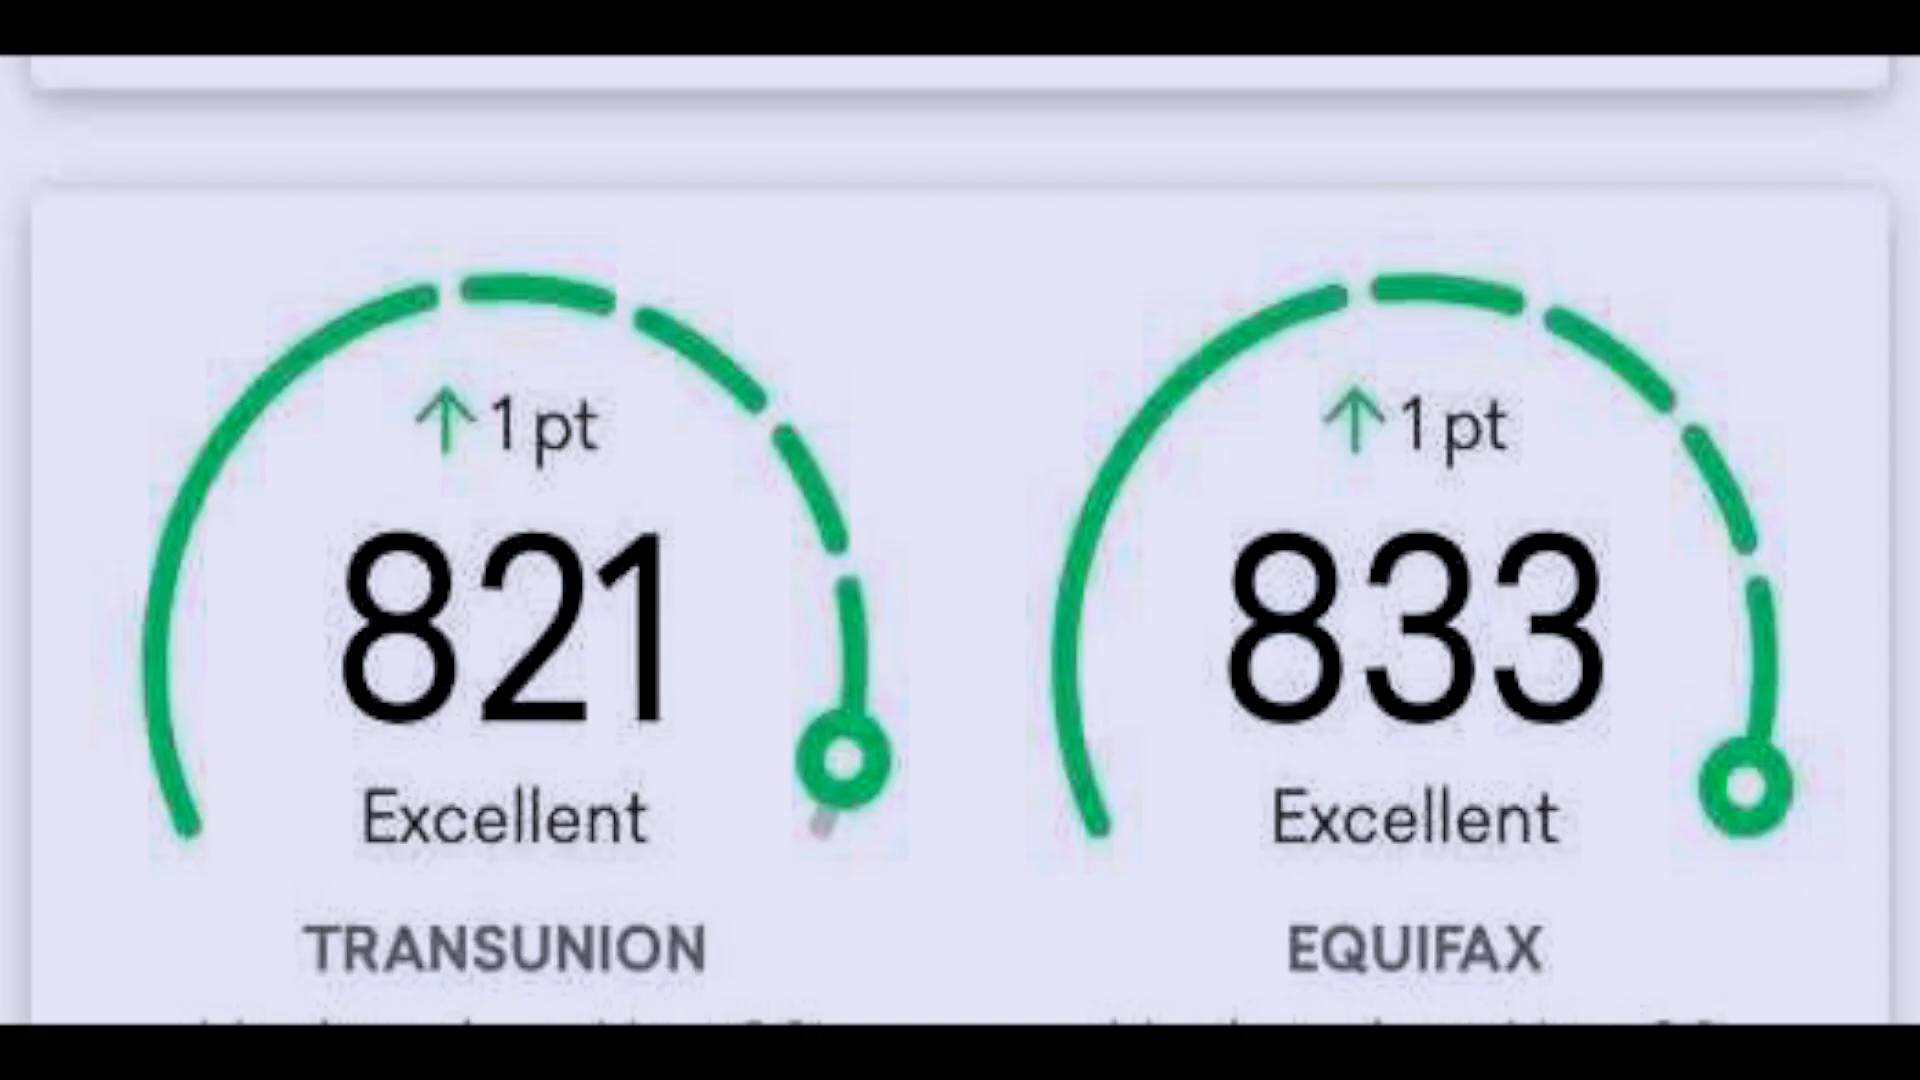 ↑1 pt
821
Excellent
TRANSUNION
↑1 pt
833
Excellent
EQUIFAX